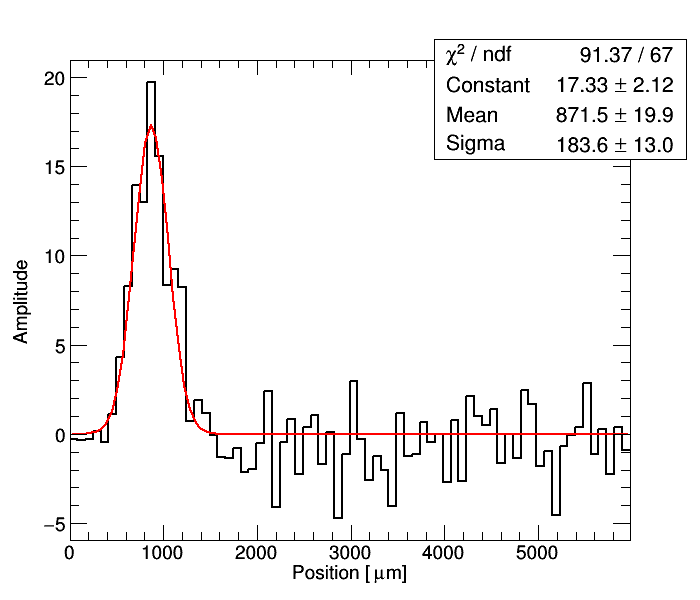 χ² / ndf 91.37 / 67
Constant 17.33 ± 2.12
Mean 871.5 ± 19.9
Sigma 183.6 ± 13.0
20
15
10
5
0
−5
Amplitude
0 1000 2000 3000 4000 5000
Position [ μm]